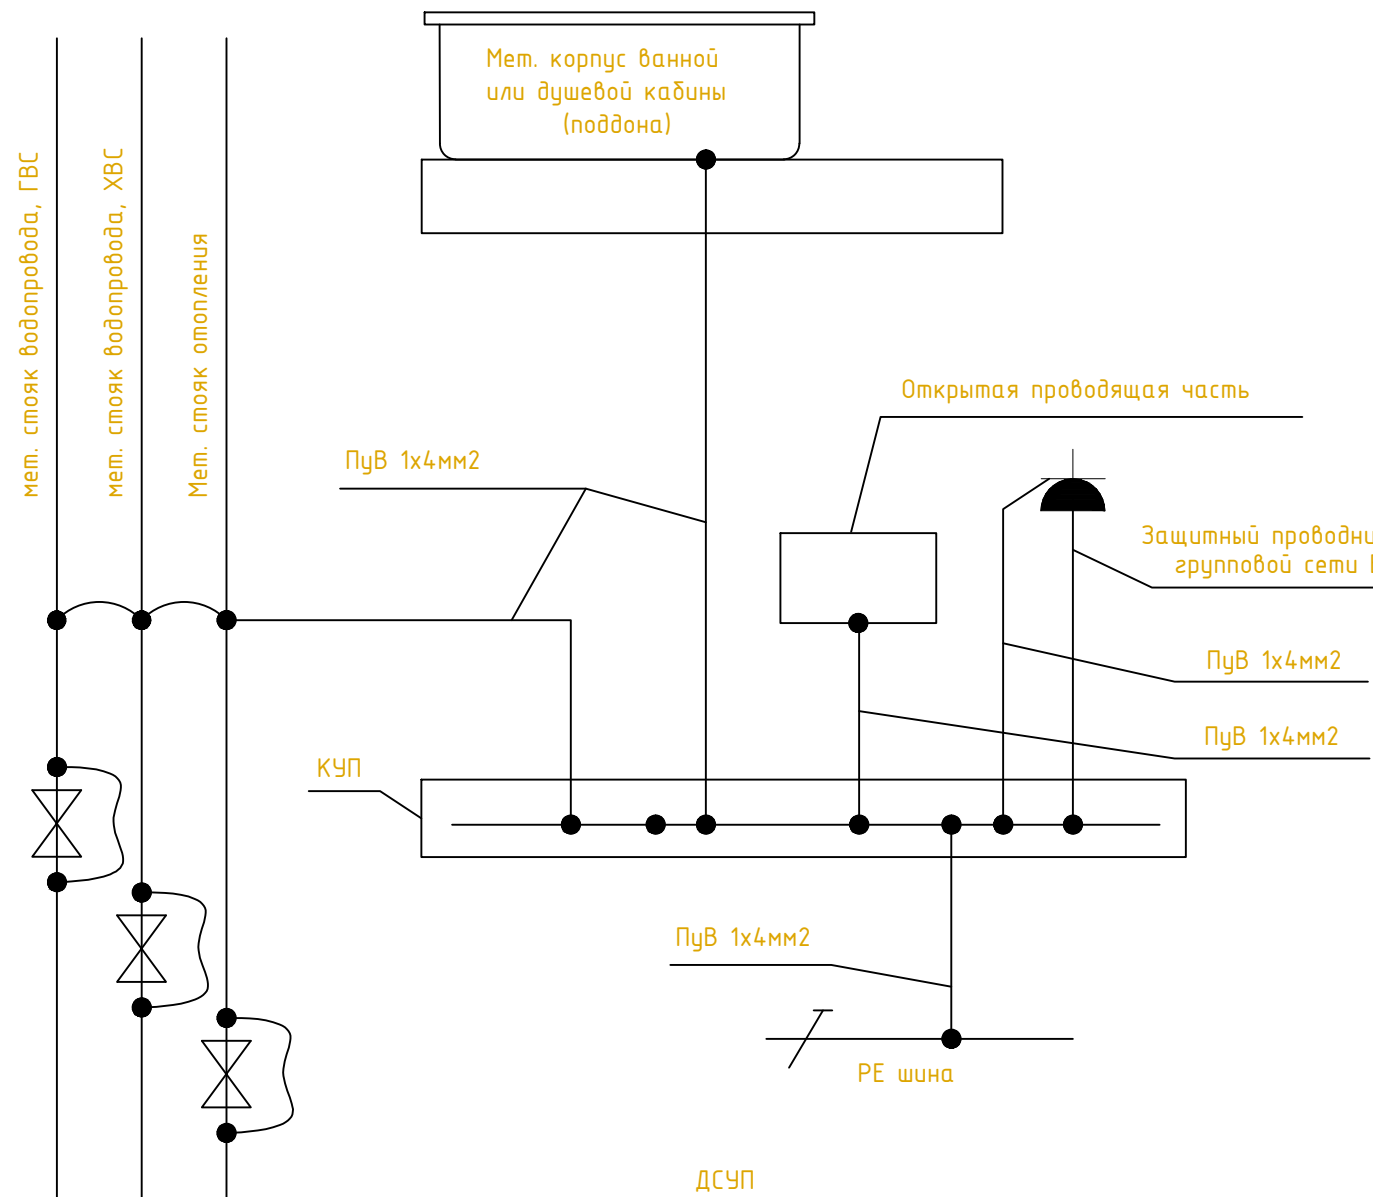 Мет. корпус ванной
или душевой кабины
(поддона)
мет. стояк водопровода, ГВС
мет. стояк водопровода, ХВС
Мет. стояк отопления
Открытая проводящая часть
ПуВ 1х4мм2
Защитный
групповой сети
ПуВ 1х4мм2
ПуВ 1х4мм2
КУП
ПуВ 1х4мм2
РЕ шина
ДСУП